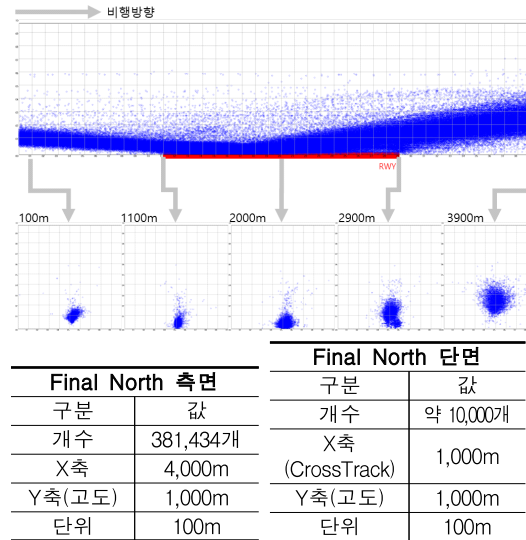 비행방향
RWY
100m 1100m 2000m 2900m 3900m
Final North 측면
구분 값
개수 381,434개
X축 4,000m
Y축(고도) 1,000m
단위 100m
Final North 단면
구분 값
개수 약 10,000개
X축
(CrossTrack) 1,000m
Y축(고도) 1,000m
단위 100m